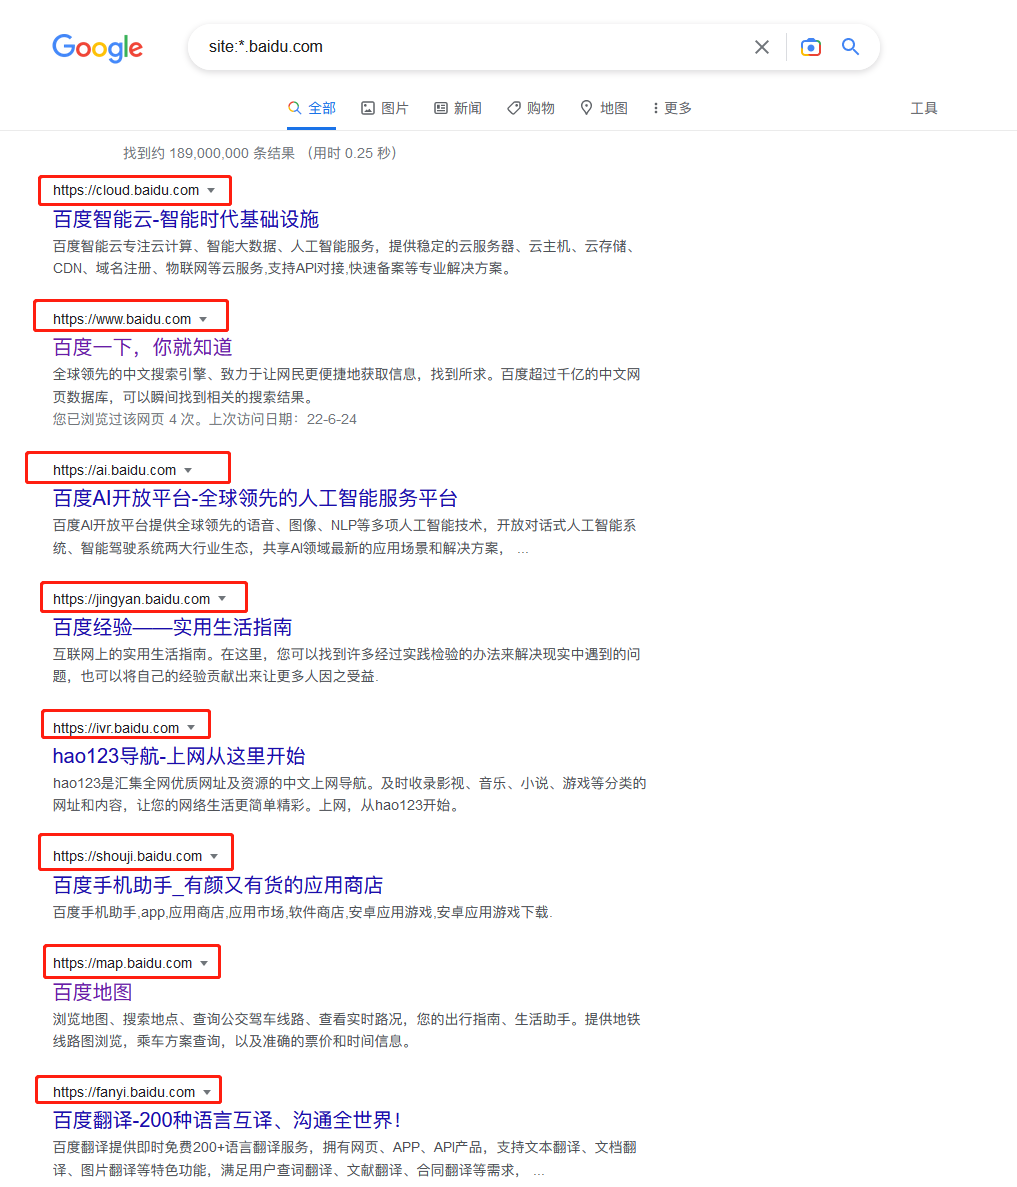 Google
site:*.baidu.com
全部 图片 新闻 购物 地图 更多 工具
找到约 189,000,000 条结果 （用时 0.25 秒）
https://cloud.baidu.com
百度智能云-智能时代基础设施
百度智能云专注云计算、智能大数据、人工智能服务，提供稳定的云服务器、云主机、云存储、
CDN、域名注册、物联网等云服务,支持API对接,快速备案等专业解决方案。
https://www.baidu.com
百度一下，你就知道
全球领先的中文搜索引擎、致力于让网民更便捷地获取信息，找到所求。百度超过千亿的中文网
页数据库，可以瞬间找到相关的搜索结果。
您已浏览过该网页 4 次。上次访问日期：22-6-24
https://ai.baidu.com
百度AI开放平台-全球领先的人工智能服务平台
百度AI开放平台提供全球领先的语音、图像、NLP等多项人工智能技术，开放对话式人工智能系
统、智能驾驶系统两大行业生态，共享AI领域最新的应用场景和解决方案， ...
https://jingyan.baidu.com
百度经验——实用生活指南
互联网上的实用生活指南。在这里，您可以找到许多经过实践检验的办法来解决现实中遇到的问
题，也可以将自己的经验贡献出来让更多人因之受益.
https://ivr.baidu.com
hao123导航-上网从这里开始
hao123是汇集全网优质网址及资源的中文上网导航。及时收录影视、音乐、小说、游戏等分类的
网址和内容，让您的网络生活更简单精彩。上网，从hao123开始。
https://shouji.baidu.com
百度手机助手_有颜又有货的应用商店
百度手机助手,app,应用商店,应用市场,软件商店,安卓应用游戏,安卓应用游戏下载.
https://map.baidu.com
百度地图
浏览地图、搜索地点、查询公交驾车线路、查看实时路况，您的出行指南、生活助手。提供地铁
线路图浏览，乘车方案查询，以及准确的票价和时间信息。
https://fanyi.baidu.com
百度翻译-200种语言互译、沟通全世界！
百度翻译提供即时免费200+语言翻译服务，拥有网页、APP、API产品，支持文本翻译、文档翻
译、图片翻译等特色功能，满足用户查词翻译、文献翻译、合同翻译等需求， ...